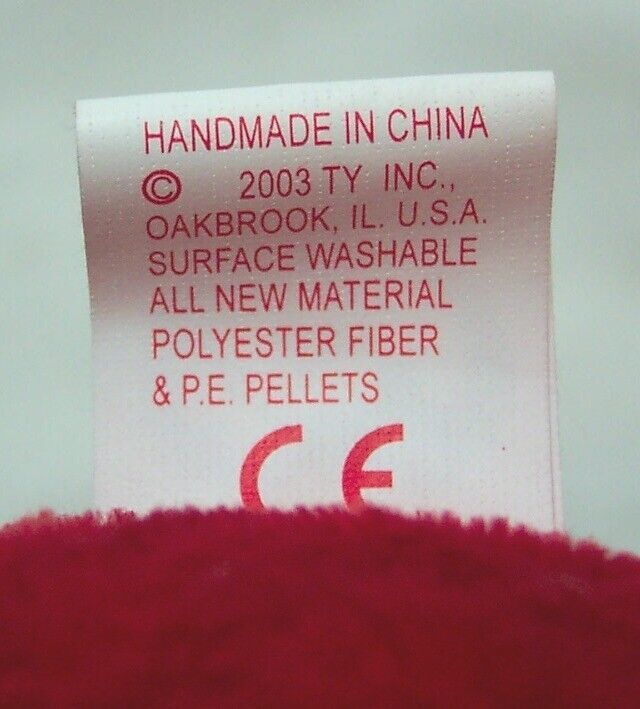 HANDMADE IN CHINA
© 2003 TY INC.,
OAKBROOK, IL. U.S.A.
SURFACE WASHABLE
ALL NEW MATERIAL
POLYESTER FIBER
& P.E. PELLETS
CE